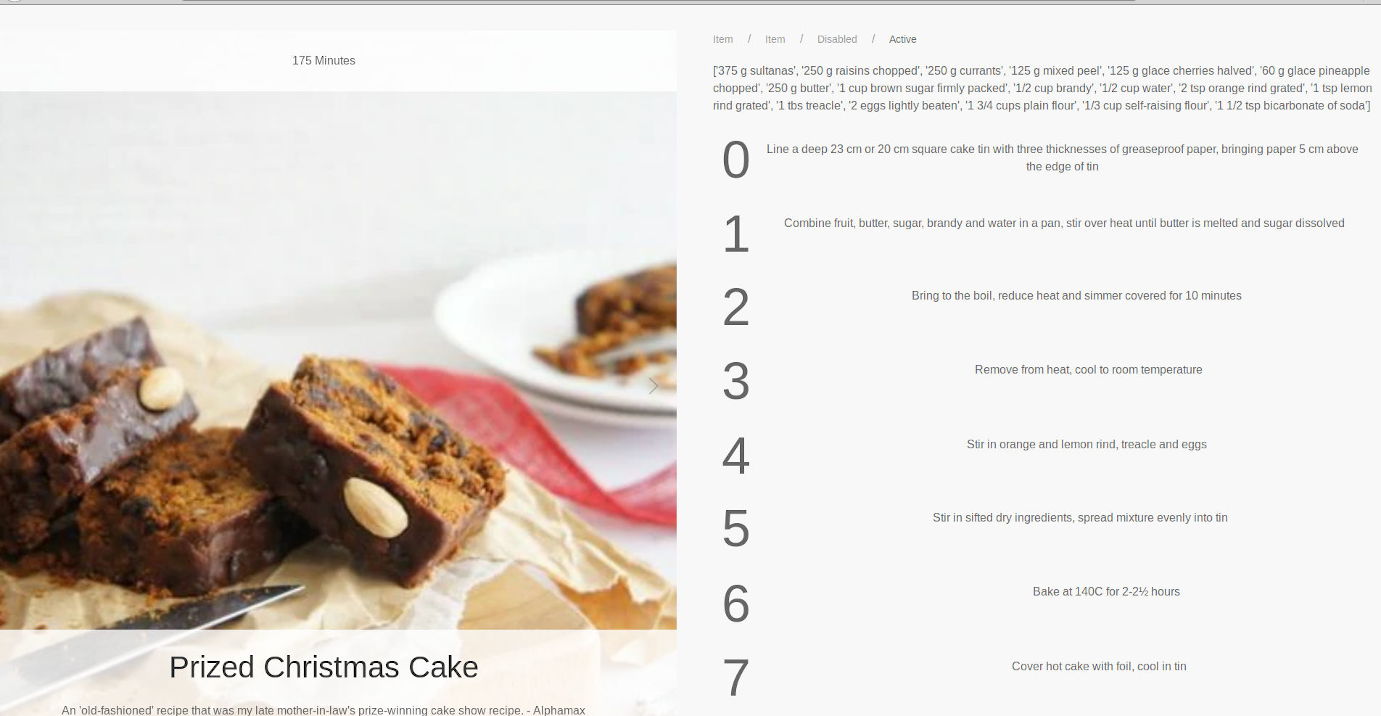 175 Minutes
Prized Christmas Cake
An 'old-fashioned' recipe that was my late mother-in-law's prize-winning cake show recipe. - Alphamax
Item / Item / Disabled / Active
['375 g sultanas', '250 g raisins chopped', '250 g currants', '125 g mixed peel', '125 g glace cherries halved', '60 g glace pineapple
chopped', '250 g butter', '1 cup brown sugar firmly packed', '1/2 cup brandy', '1/2 cup water', '2 tsp orange rind grated', '1 tsp lemon
rind grated', '1 tbs treacle', '2 eggs lightly beaten', '1 3/4 cups plain flour', '1/3 cup self-raising flour', '1 1/2 tsp bicarbonate of soda']
0 Line a deep 23 cm or 20 cm square cake tin with three thicknesses of greaseproof paper, bringing paper 5 cm above
the edge of tin
1 Combine fruit, butter, sugar, brandy and water in a pan, stir over heat until butter is melted and sugar dissolved
2 Bring to the boil, reduce heat and simmer covered for 10 minutes
3 Remove from heat, cool to room temperature
4 Stir in orange and lemon rind, treacle and eggs
5 Stir in sifted dry ingredients, spread mixture evenly into tin
6 Bake at 140C for 2-2½ hours
7 Cover hot cake with foil, cool in tin